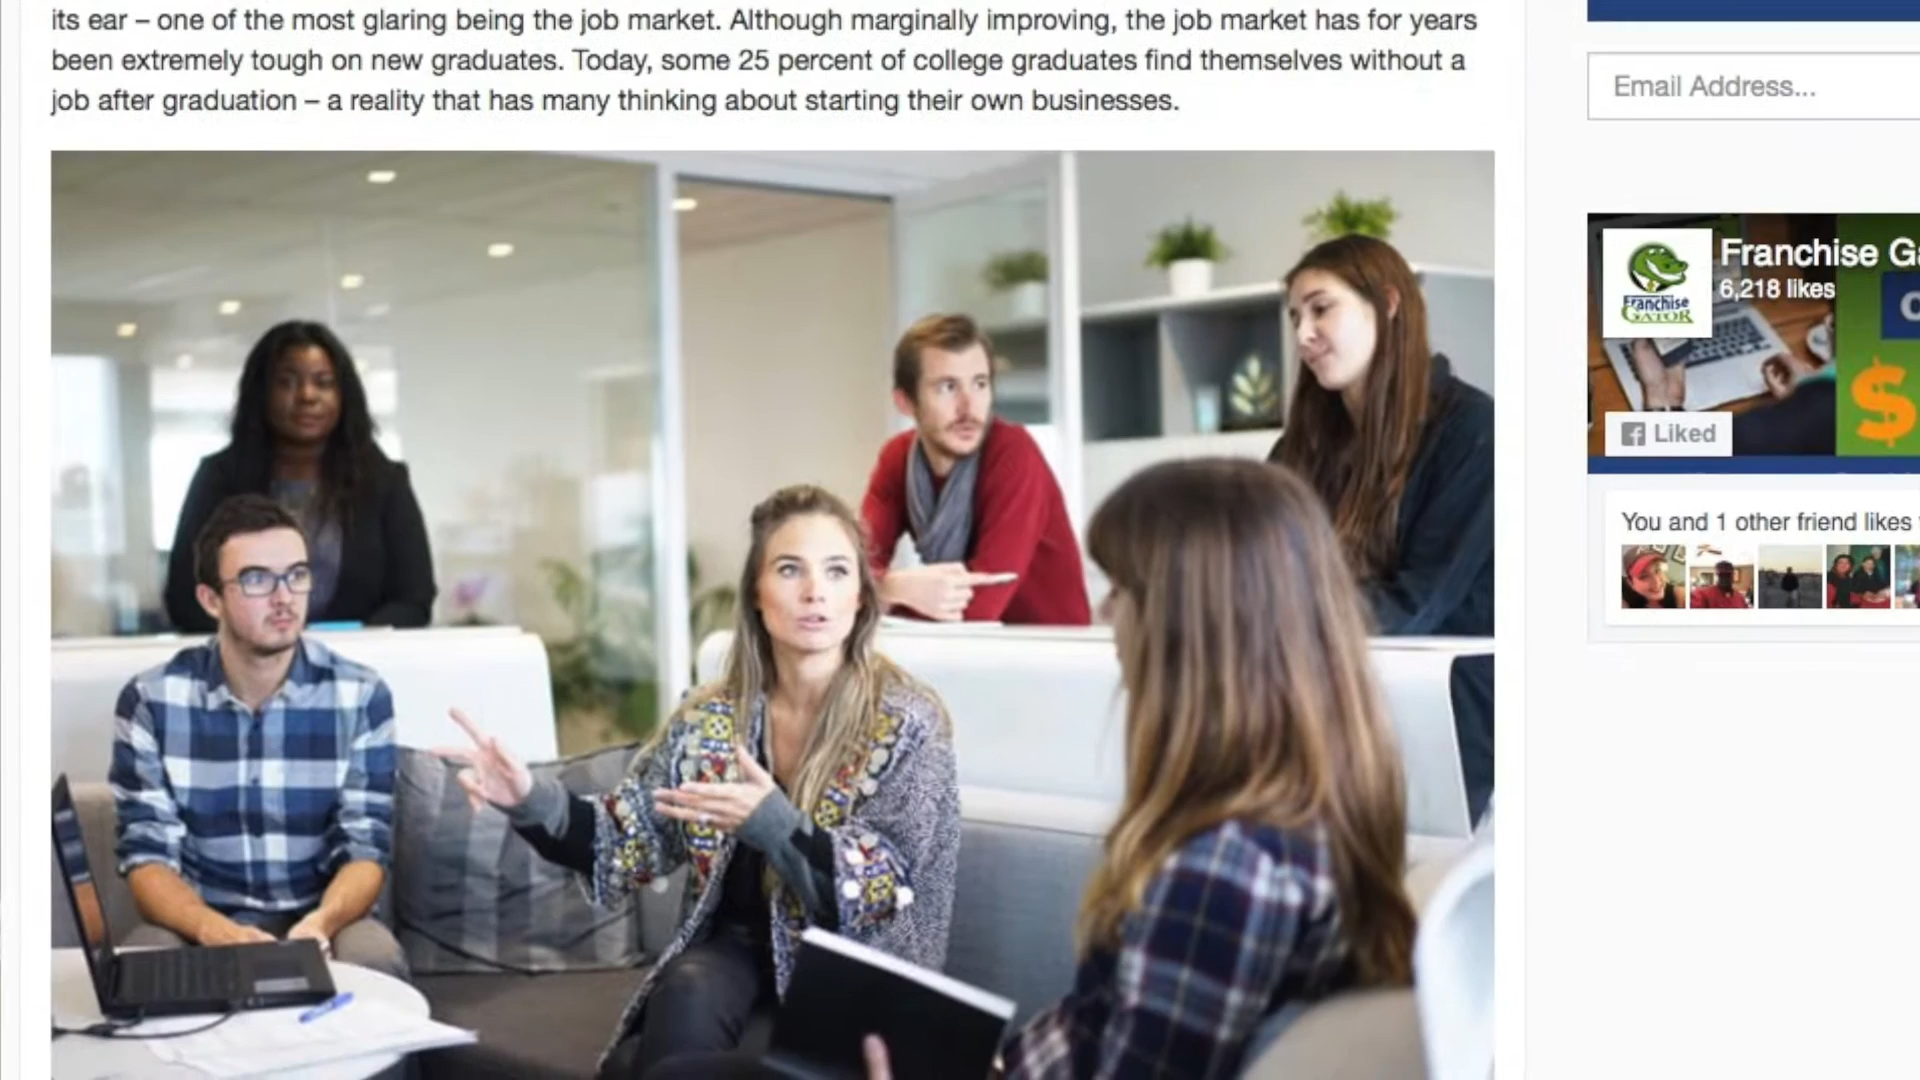 its ear – one of the most glaring being the job market. Although marginally improving, the job market has for years
been extremely tough on new graduates. Today, some 25 percent of college graduates find themselves without a
job after graduation – a reality that has many thinking about starting their own businesses.
Email Address...
Franchise
6,218 likes
Franchise
GATOR
$
Liked
You and 1 other friend likes